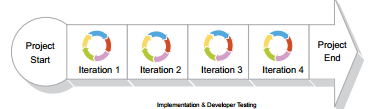 Project
Start
Iteration 1
Iteration 2
Iteration 3
Iteration 4
Project
End
Implementation & Developer Testing